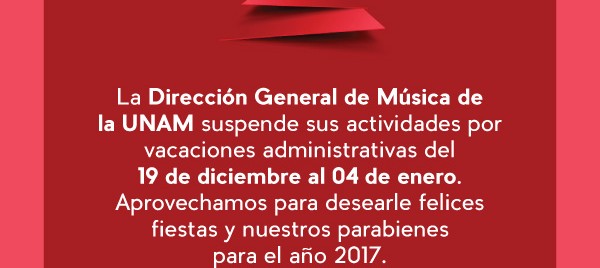 La Dirección General de Música de
la UNAM suspende sus actividades por
vacaciones administrativas del
19 de diciembre al 04 de enero.
Aprovechamos para desearle felices
fiestas y nuestros parabienes
para el año 2017.